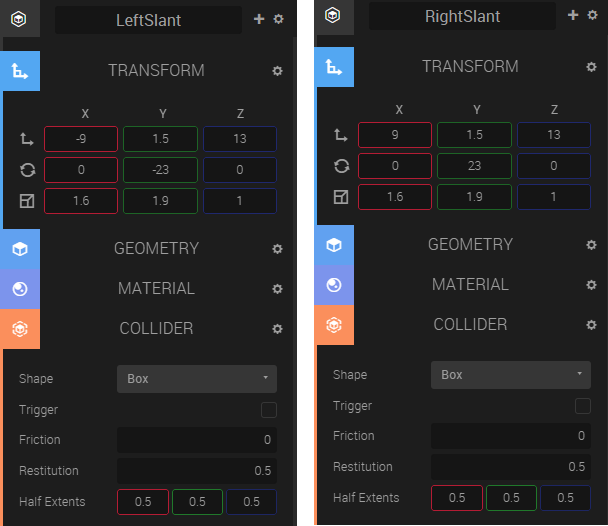 LeftSlant
TRANSFORM
X Y Z
-9 1.5 13
0 -23 0
1.6 1.9 1
GEOMETRY
MATERIAL
COLLIDER
Shape Box
Trigger
Friction 0
Restitution 0.5
Half Extents 0.5 0.5 0.5
RightSlant
TRANSFORM
X Y Z
9 1.5 13
0 23 0
1.6 1.9 1
GEOMETRY
MATERIAL
COLLIDER
Shape Box
Trigger
Friction 0
Restitution 0.5
Half Extents 0.5 0.5 0.5